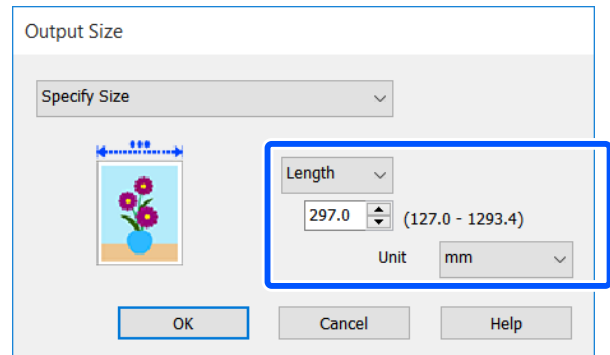 Output Size
Specify Size
Length
297.0 (127.0 - 1293.4)
Unit mm
OK Cancel Help